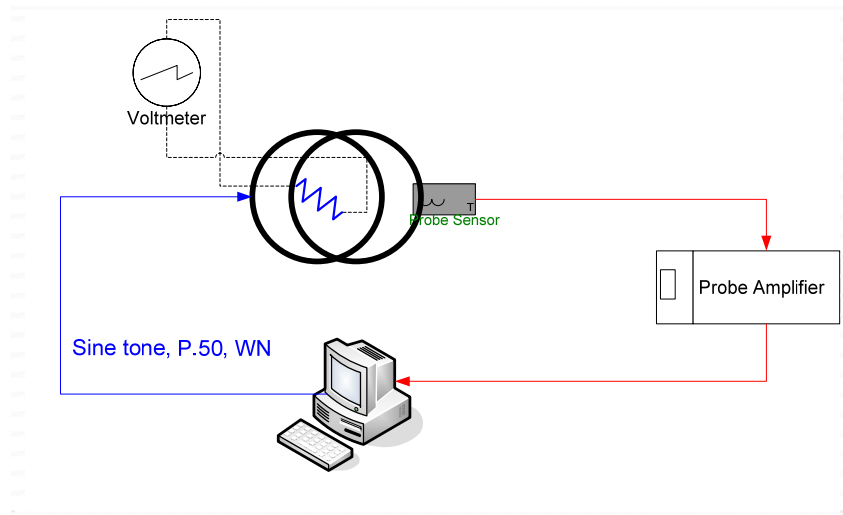 Voltmeter
T
Probe Sensor
Probe Amplifier
Sine tone, P.50, WN